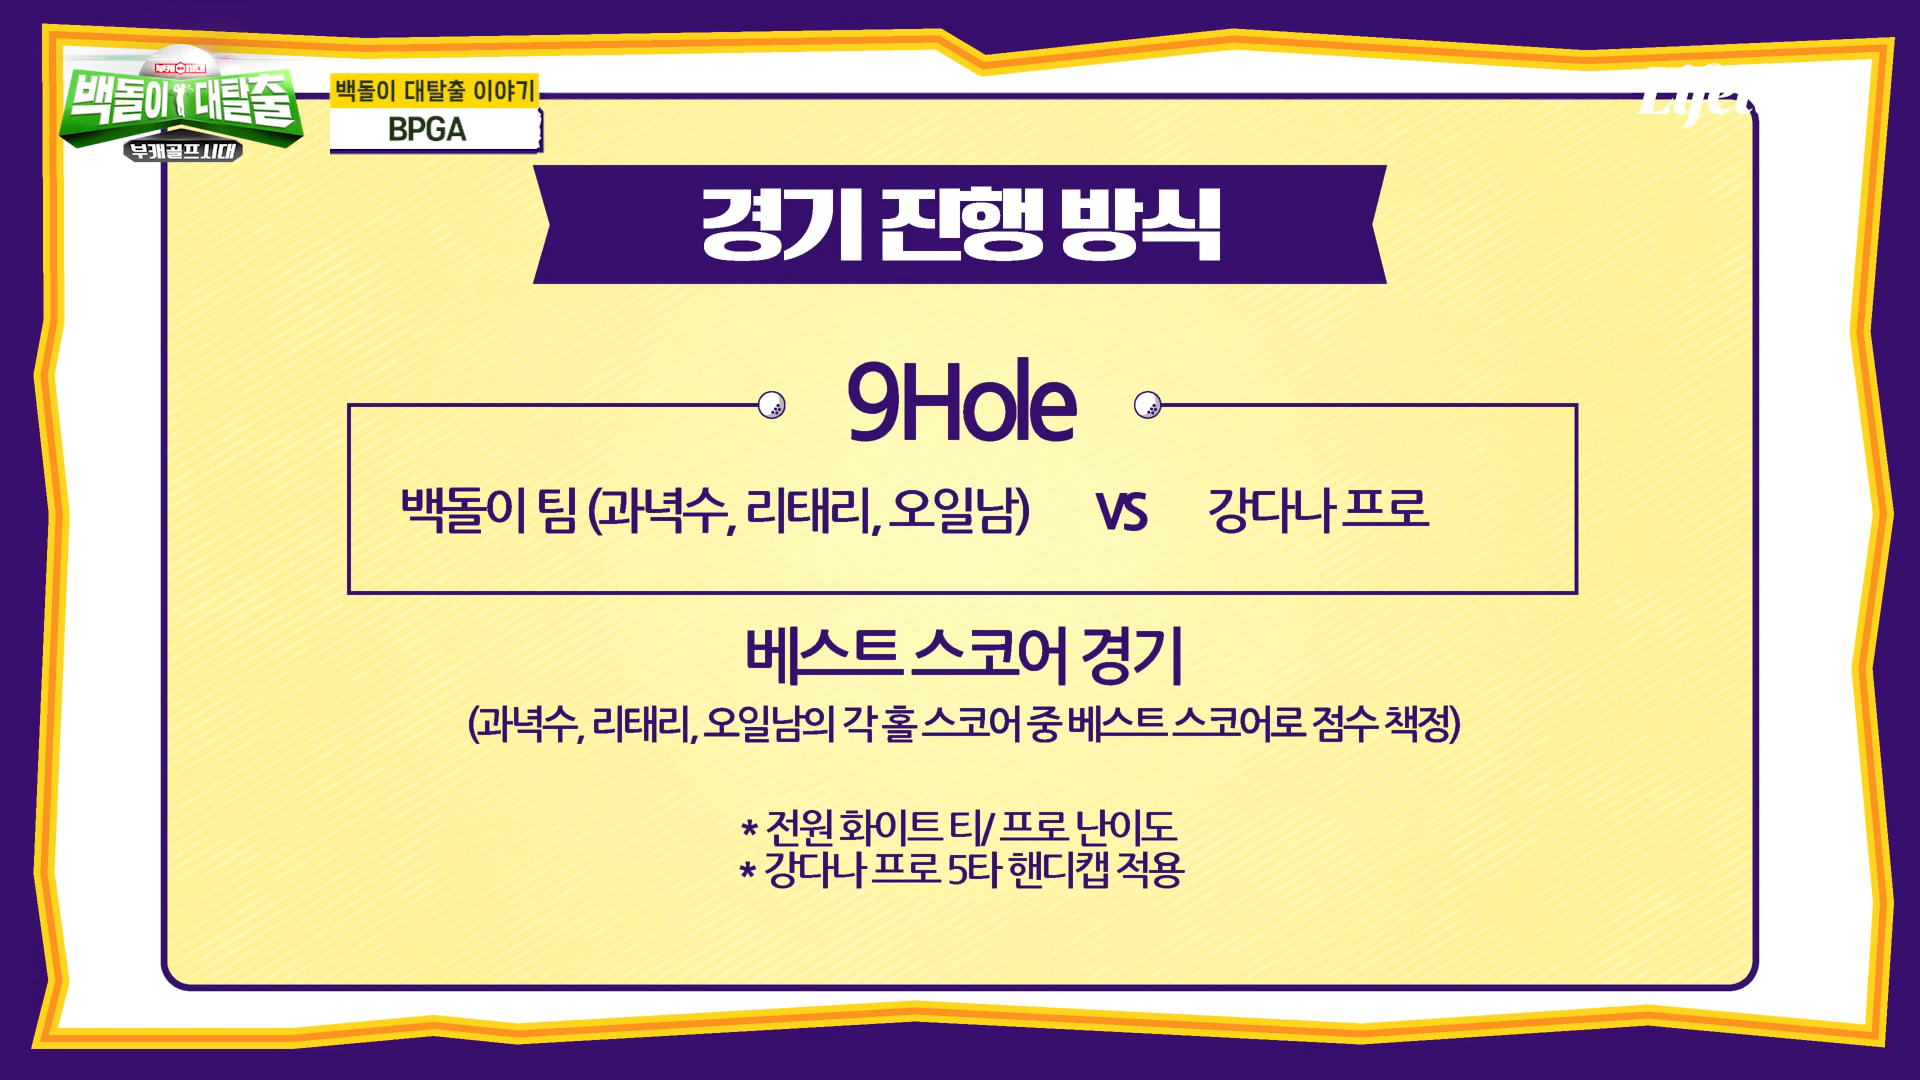 백돌이 대탈출
부캐골프시대
백돌이 대탈출 이야기
BPGA
경기 진행 방식
9Hole
백돌이 팀 (과녁수, 리태리, 오일남) VS 강다나 프로
베스트 스코어 경기
(과녁수, 리태리, 오일남의 각 홀 스코어 중 베스트 스코어로 점수 책정)
* 전원 화이트 티/ 프로 난이도
* 강다나 프로 5타 핸디캡 적용